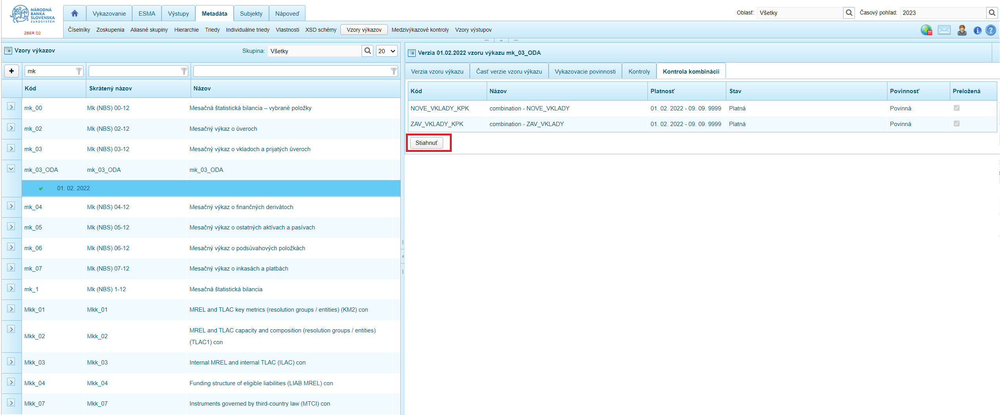 NÁRODNÁ
BANKA
SLOVENSKA
EUROSYSTÉM
ZBER D2
Vykazovanie ESMA Výstupy Metadáta Subjekty Nápoveď
Oblasť: Všetky Časový pohľad: 2023
Číselníky Zoskupenia Aliasné skupiny Hierarchie Triedy Individuálne triedy Vlastnosti XSD schémy Vzory výkazov Medzivýkazové kontroly Vzory výstupov
Vzory výkazov Skupina: Všetky 20
mk
Kód Skrátený názov Názov
mk_00 Mk (NBS) 00-12 Mesačná štatistická bilancia – vybrané položky
mk_02 Mk (NBS) 02-12 Mesačný výkaz o úveroch
mk_03 Mk (NBS) 03-12 Mesačný výkaz o vkladoch a prijatých úveroch
mk_03_ODA mk_03_ODA mk_03_ODA
01. 02. 2022
mk_04 Mk (NBS) 04-12 Mesačný výkaz o finančných derivátoch
mk_05 Mk (NBS) 05-12 Mesačný výkaz o ostatných aktívach a pasívach
mk_06 Mk (NBS) 06-12 Mesačný výkaz o podsúvahových položkách
mk_07 Mk (NBS) 07-12 Mesačný výkaz o inkasách a platbách
mk_1 Mk (NBS) 1-12 Mesačná štatistická bilancia
Mkk_01 Mkk_01 MREL and TLAC key metrics (resolution groups / entities) (KM2) con
Mkk_02 Mkk_02 MREL and TLAC capacity and composition (resolution groups / entities)
(TLAC1) con
Mkk_03 Mkk_03 Internal MREL and internal TLAC (ILAC) con
Mkk_04 Mkk_04 Funding structure of eligible liabilities (LIAB MREL) con
Mkk_07 Mkk_07 Instruments governed by third-country law (MTCI) con
Verzia 01.02.2022 vzoru výkazu mk_03_ODA
Verzia vzoru výkazu Časť verzie vzoru výkazu Vykazovacie povinnosti Kontroly Kontrola kombinácií
Kód Názov Platnosť Stav Povinnosť Preložená
NOVE_VKLADY_KPK combination - NOVE_VKLADY 01. 02. 2022 - 09. 09. 9999 Platná Povinná
ZAV_VKLADY_KPK combination - ZAV_VKLADY 01. 02. 2022 - 09. 09. 9999 Platná Povinná
Stiahnuť